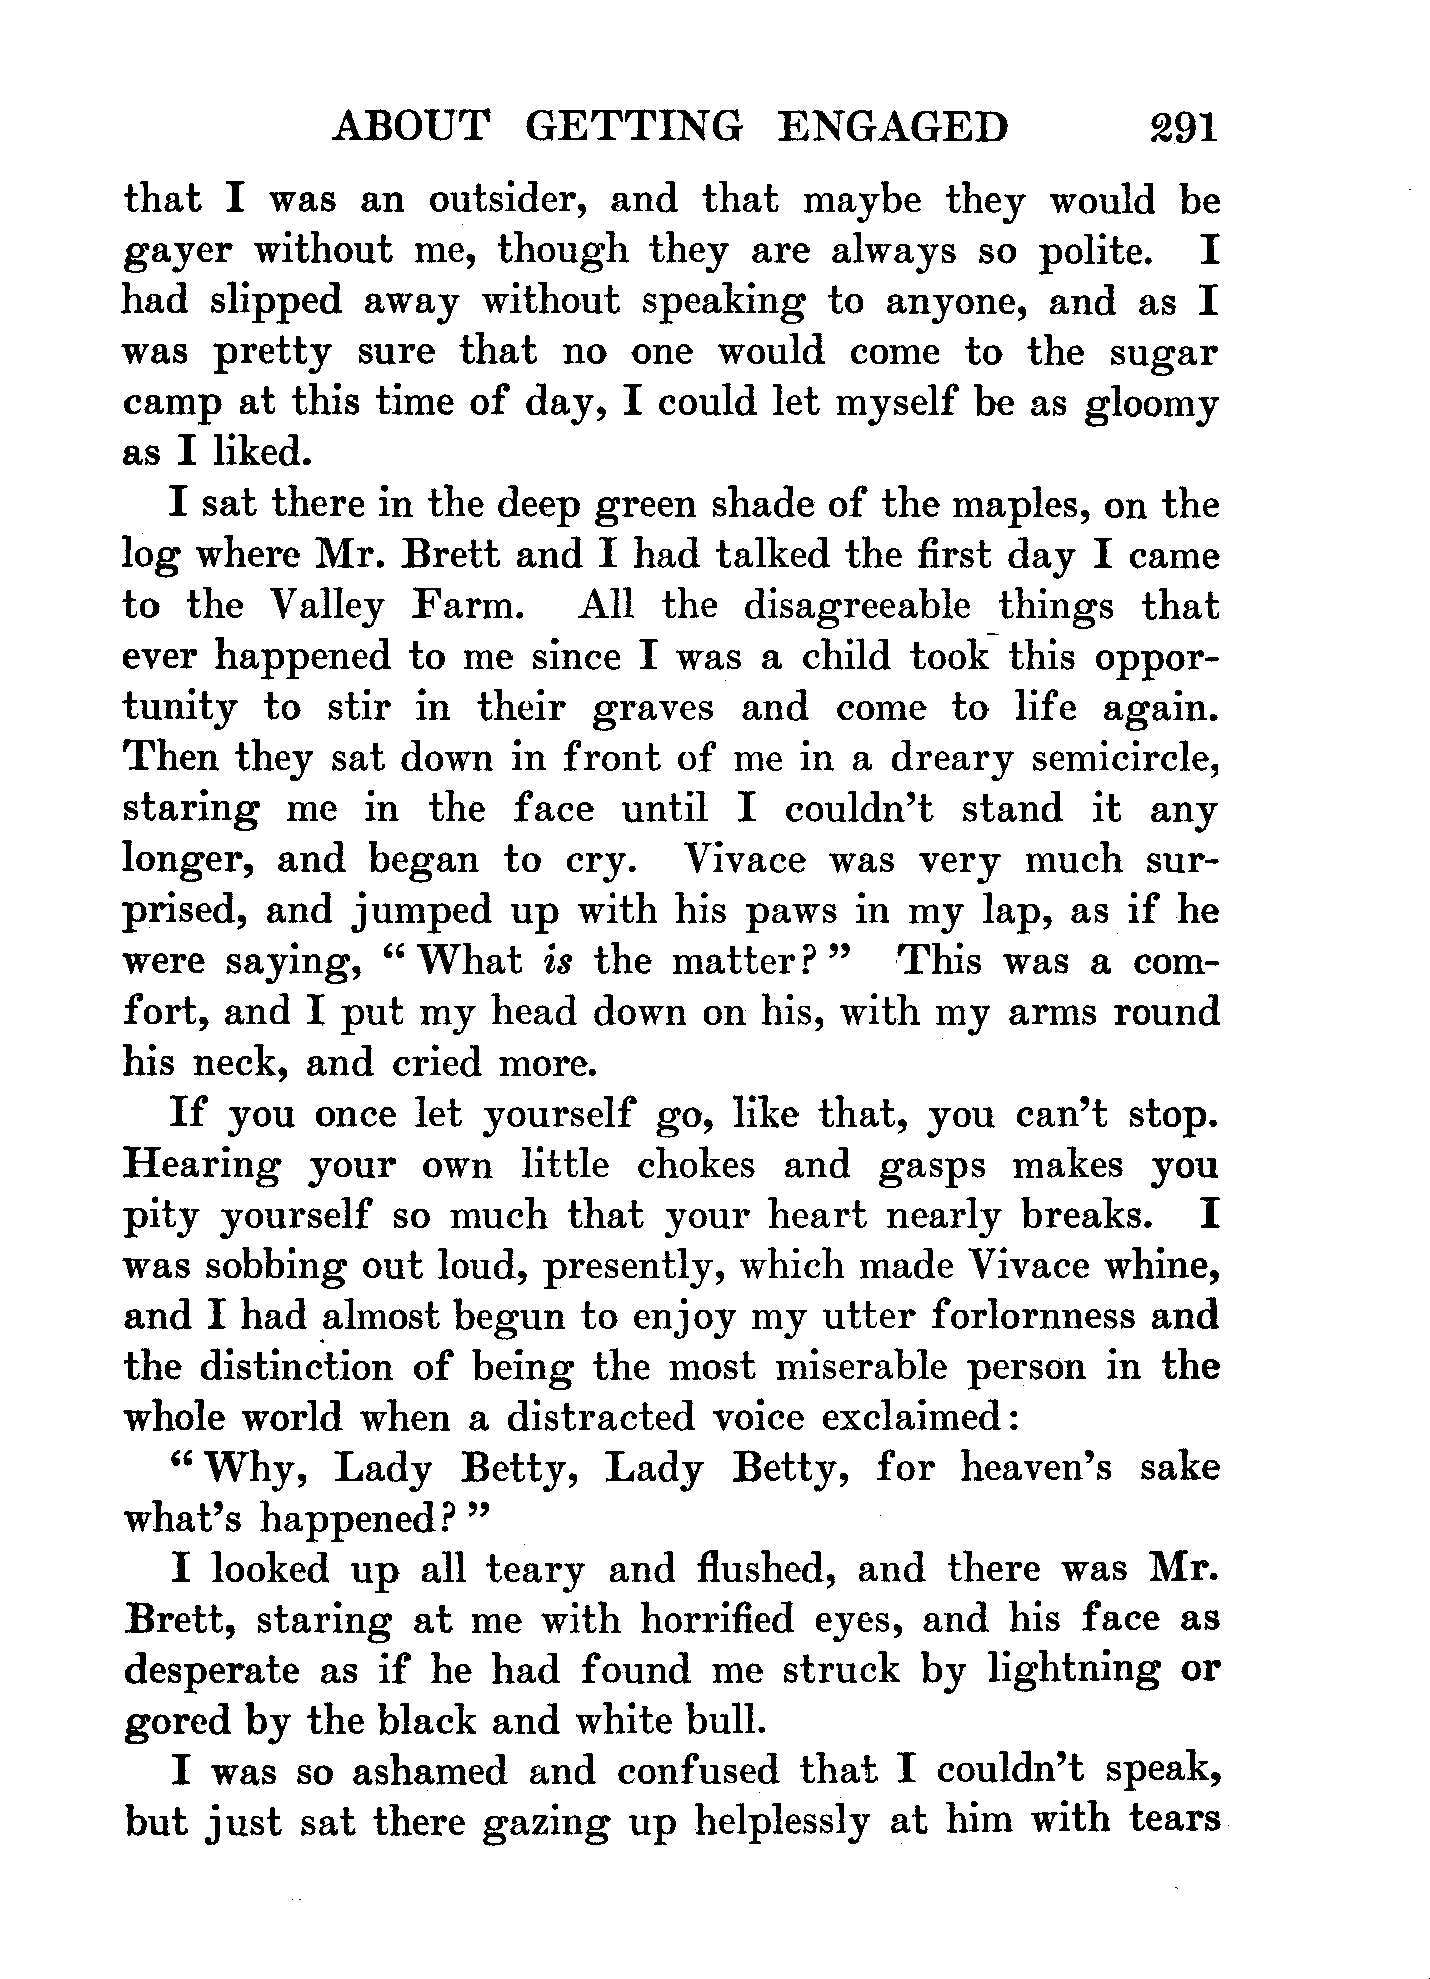 ABOUT GETTING ENGAGED 291
that I was an outsider, and that maybe they would be
gayer without me, though they are always so polite. I
had slipped away without speaking to anyone, and as I
was pretty sure that no one would come to the sugar
camp at this time of day, I could let myself be as gloomy
as I liked.
I sat there in the deep green shade of the maples, on the
log where Mr. Brett and I had talked the first day I came
to the Valley Farm. All the disagreeable things that
ever happened to me since I was a child took this oppor-
tunity to stir in their graves and come to life again.
Then they sat down in front of me in a dreary semicircle,
staring me in the face until I couldn't stand it any
longer, and began to cry. Vivace was very much sur-
prised, and jumped up with his paws in my lap, as if he
were saying, “ What is the matter? ” This was a com-
fort, and I put my head down on his, with my arms round
his neck, and cried more.
If you once let yourself go, like that, you can't stop.
Hearing your own little chokes and gasps makes you
pity yourself so much that your heart nearly breaks. I
was sobbing out loud, presently, which made Vivace whine,
and I had almost begun to enjoy my utter forlornness and
the distinction of being the most miserable person in the
whole world when a distracted voice exclaimed:
“ Why, Lady Betty, Lady Betty, for heaven's sake
what's happened? ”
I looked up all teary and flushed, and there was Mr.
Brett, staring at me with horrified eyes, and his face as
desperate as if he had found me struck by lightning or
gored by the black and white bull.
I was so ashamed and confused that I couldn't speak,
but just sat there gazing up helplessly at him with tears